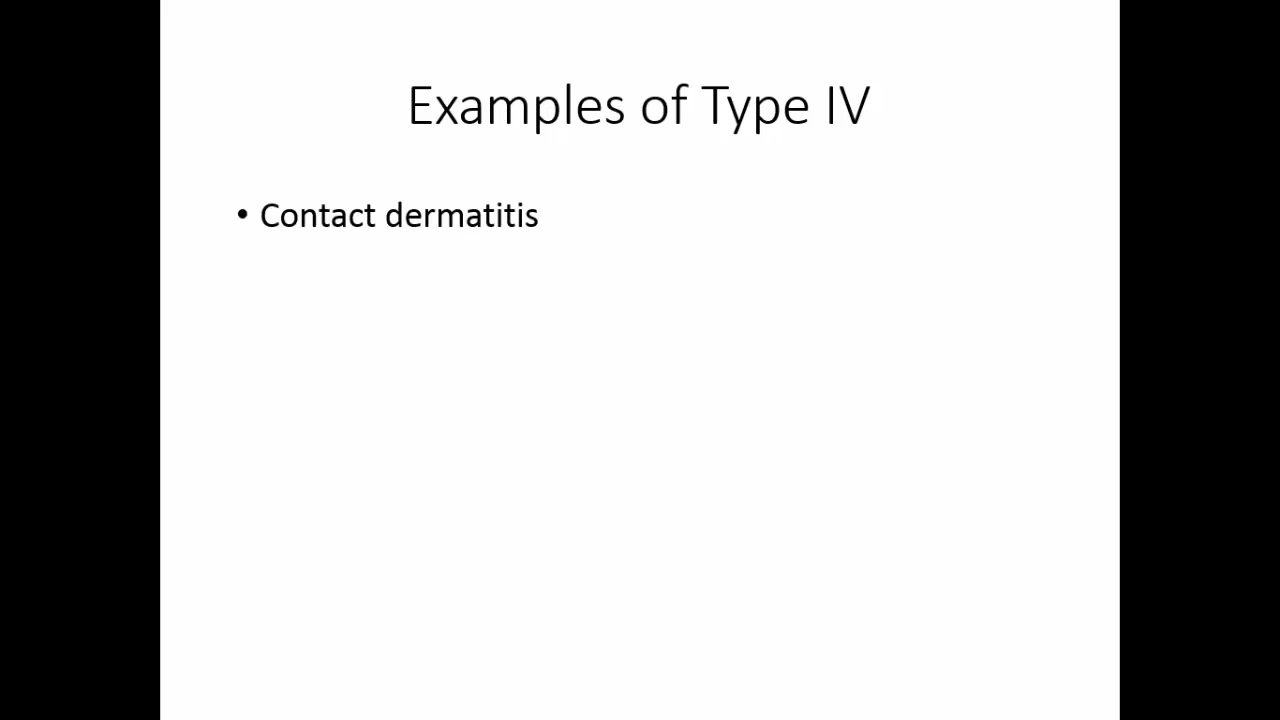 Examples of Type IV
• Contact dermatitis